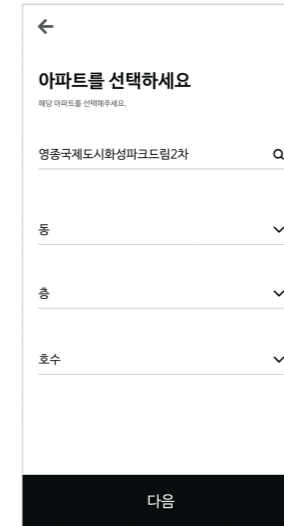 아파트를 선택하세요
해당 아파트를 선택해주세요.
영종국제도시화성파크드림2차
동
층
호수
다음